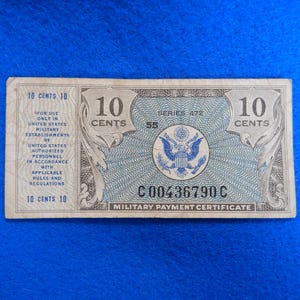 10 CENTS 10
FOR USE
ONLY IN
UNITED STATES
MILITARY
ESTABLISHMENTS
BY
UNITED STATES
AUTHORIZED
PERSONNEL
IN ACCORDANCE
WITH
APPLICABLE
RULES AND
REGULATIONS
10 CENTS 10
10
CENTS
SERIES 472
55
10
CENTS
C00436790C
MILITARY PAYMENT CERTIFICATE